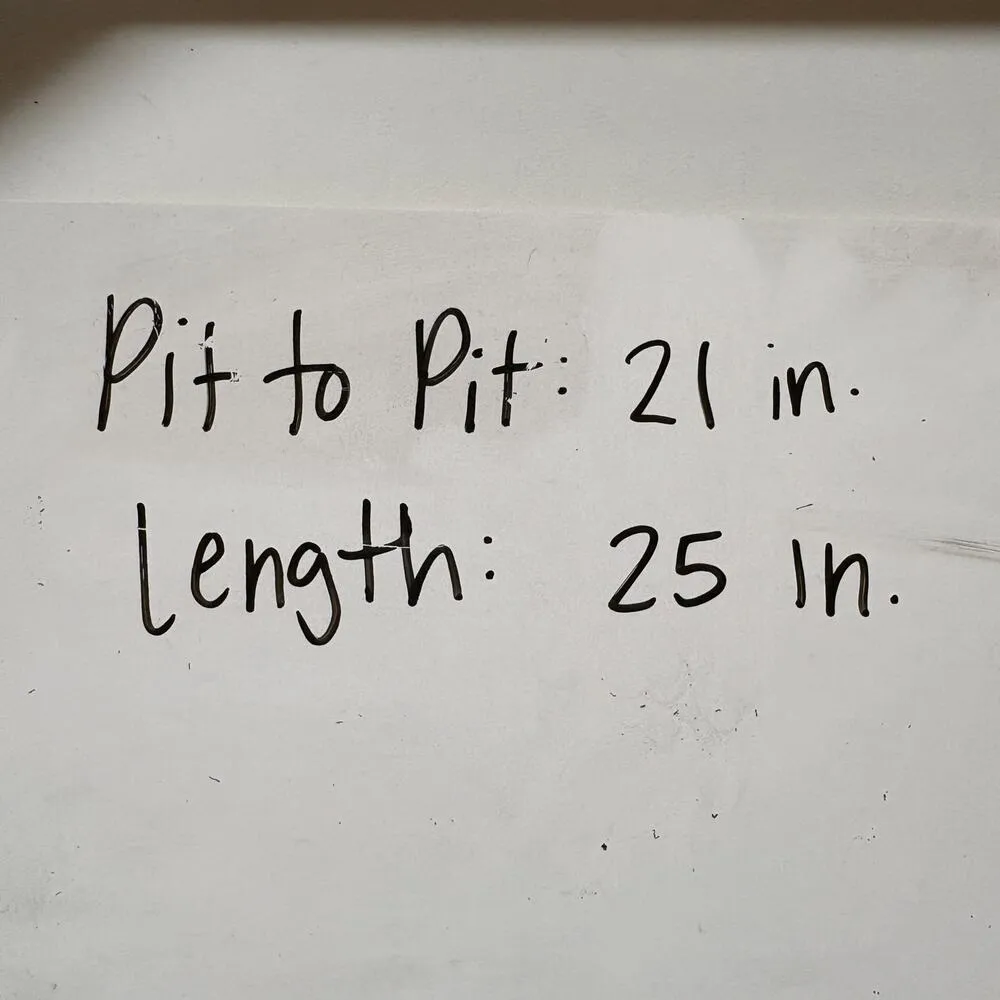 Pit to Pit: 21 in.
Length: 25 in.